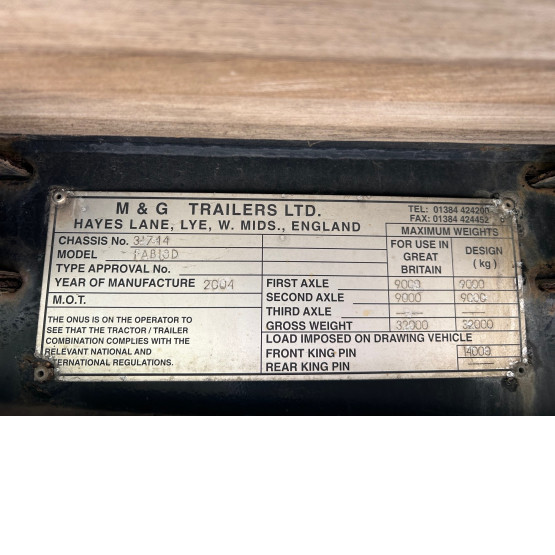 M & G TRAILERS LTD.
HAYES LANE, LYE, W. MIDS., ENGLAND
TEL: 01384 424200
FAX: 01384 424452
MAXIMUM WEIGHTS
CHASSIS No.
MODEL
TYPE APPROVAL No.
YEAR OF MANUFACTURE 2004
M.O.T.
FOR USE IN
GREAT
BRITAIN
DESIGN
(kg)
FIRST AXLE 9000 9000
SECOND AXLE 9000 9000
THIRD AXLE
GROSS WEIGHT 32000 32000
LOAD IMPOSED ON DRAWING VEHICLE
FRONT KING PIN 14000
REAR KING PIN
THE ONUS IS ON THE OPERATOR TO
SEE THAT THE TRACTOR / TRAILER
COMBINATION COMPLIES WITH THE
RELEVANT NATIONAL AND
INTERNATIONAL REGULATIONS.